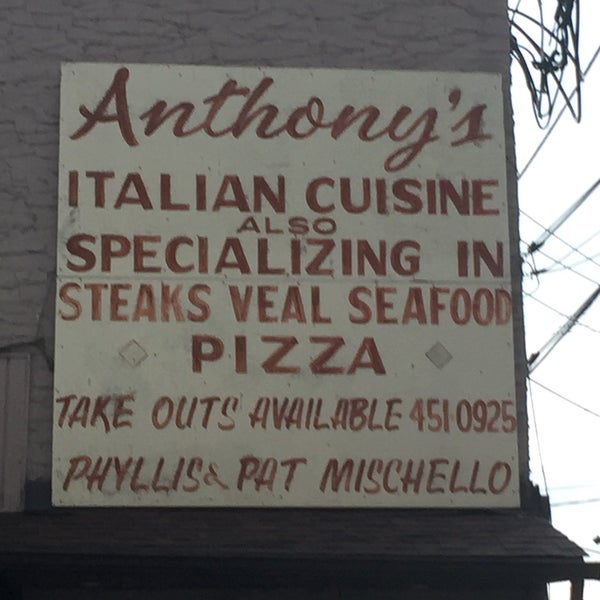 Anthony's
ITALIAN CUISINE
ALSO
SPECIALIZING IN
STEAKS VEAL SEAFOOD
PIZZA
TAKE OUTS AVAILABLE 451-0925
PHYLLIS & PAT MISCHELLO